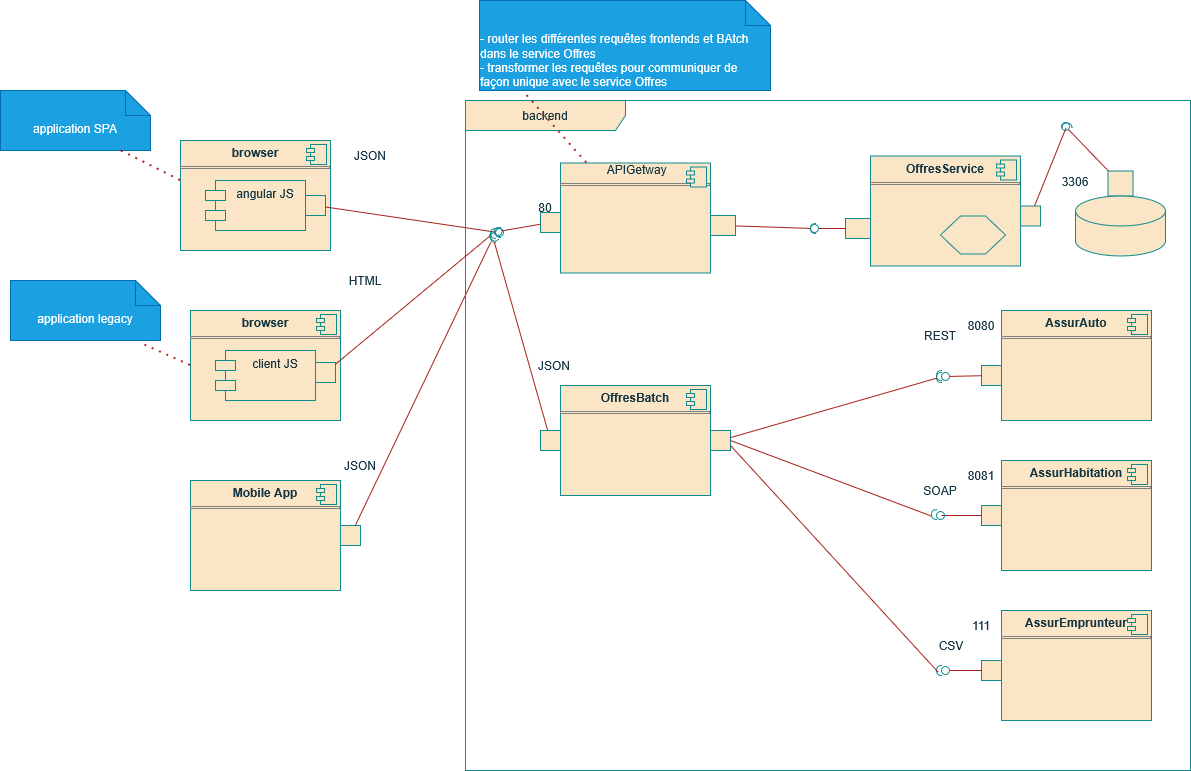 - router les différentes requêtes frontends et BAtch
dans le service Offres
- transformer les requêtes pour communiquer de
façon unique avec le service Offres
application SPA
browser
angular JS
JSON
backend
80
APIGetway
OffresService
3306
HTML
application legacy
browser
client JS
JSON
Mobile App
JSON
OffresBatch
REST
8080
AssurAuto
SOAP
8081
AssurHabitation
CSV
111
AssurEmprunteur